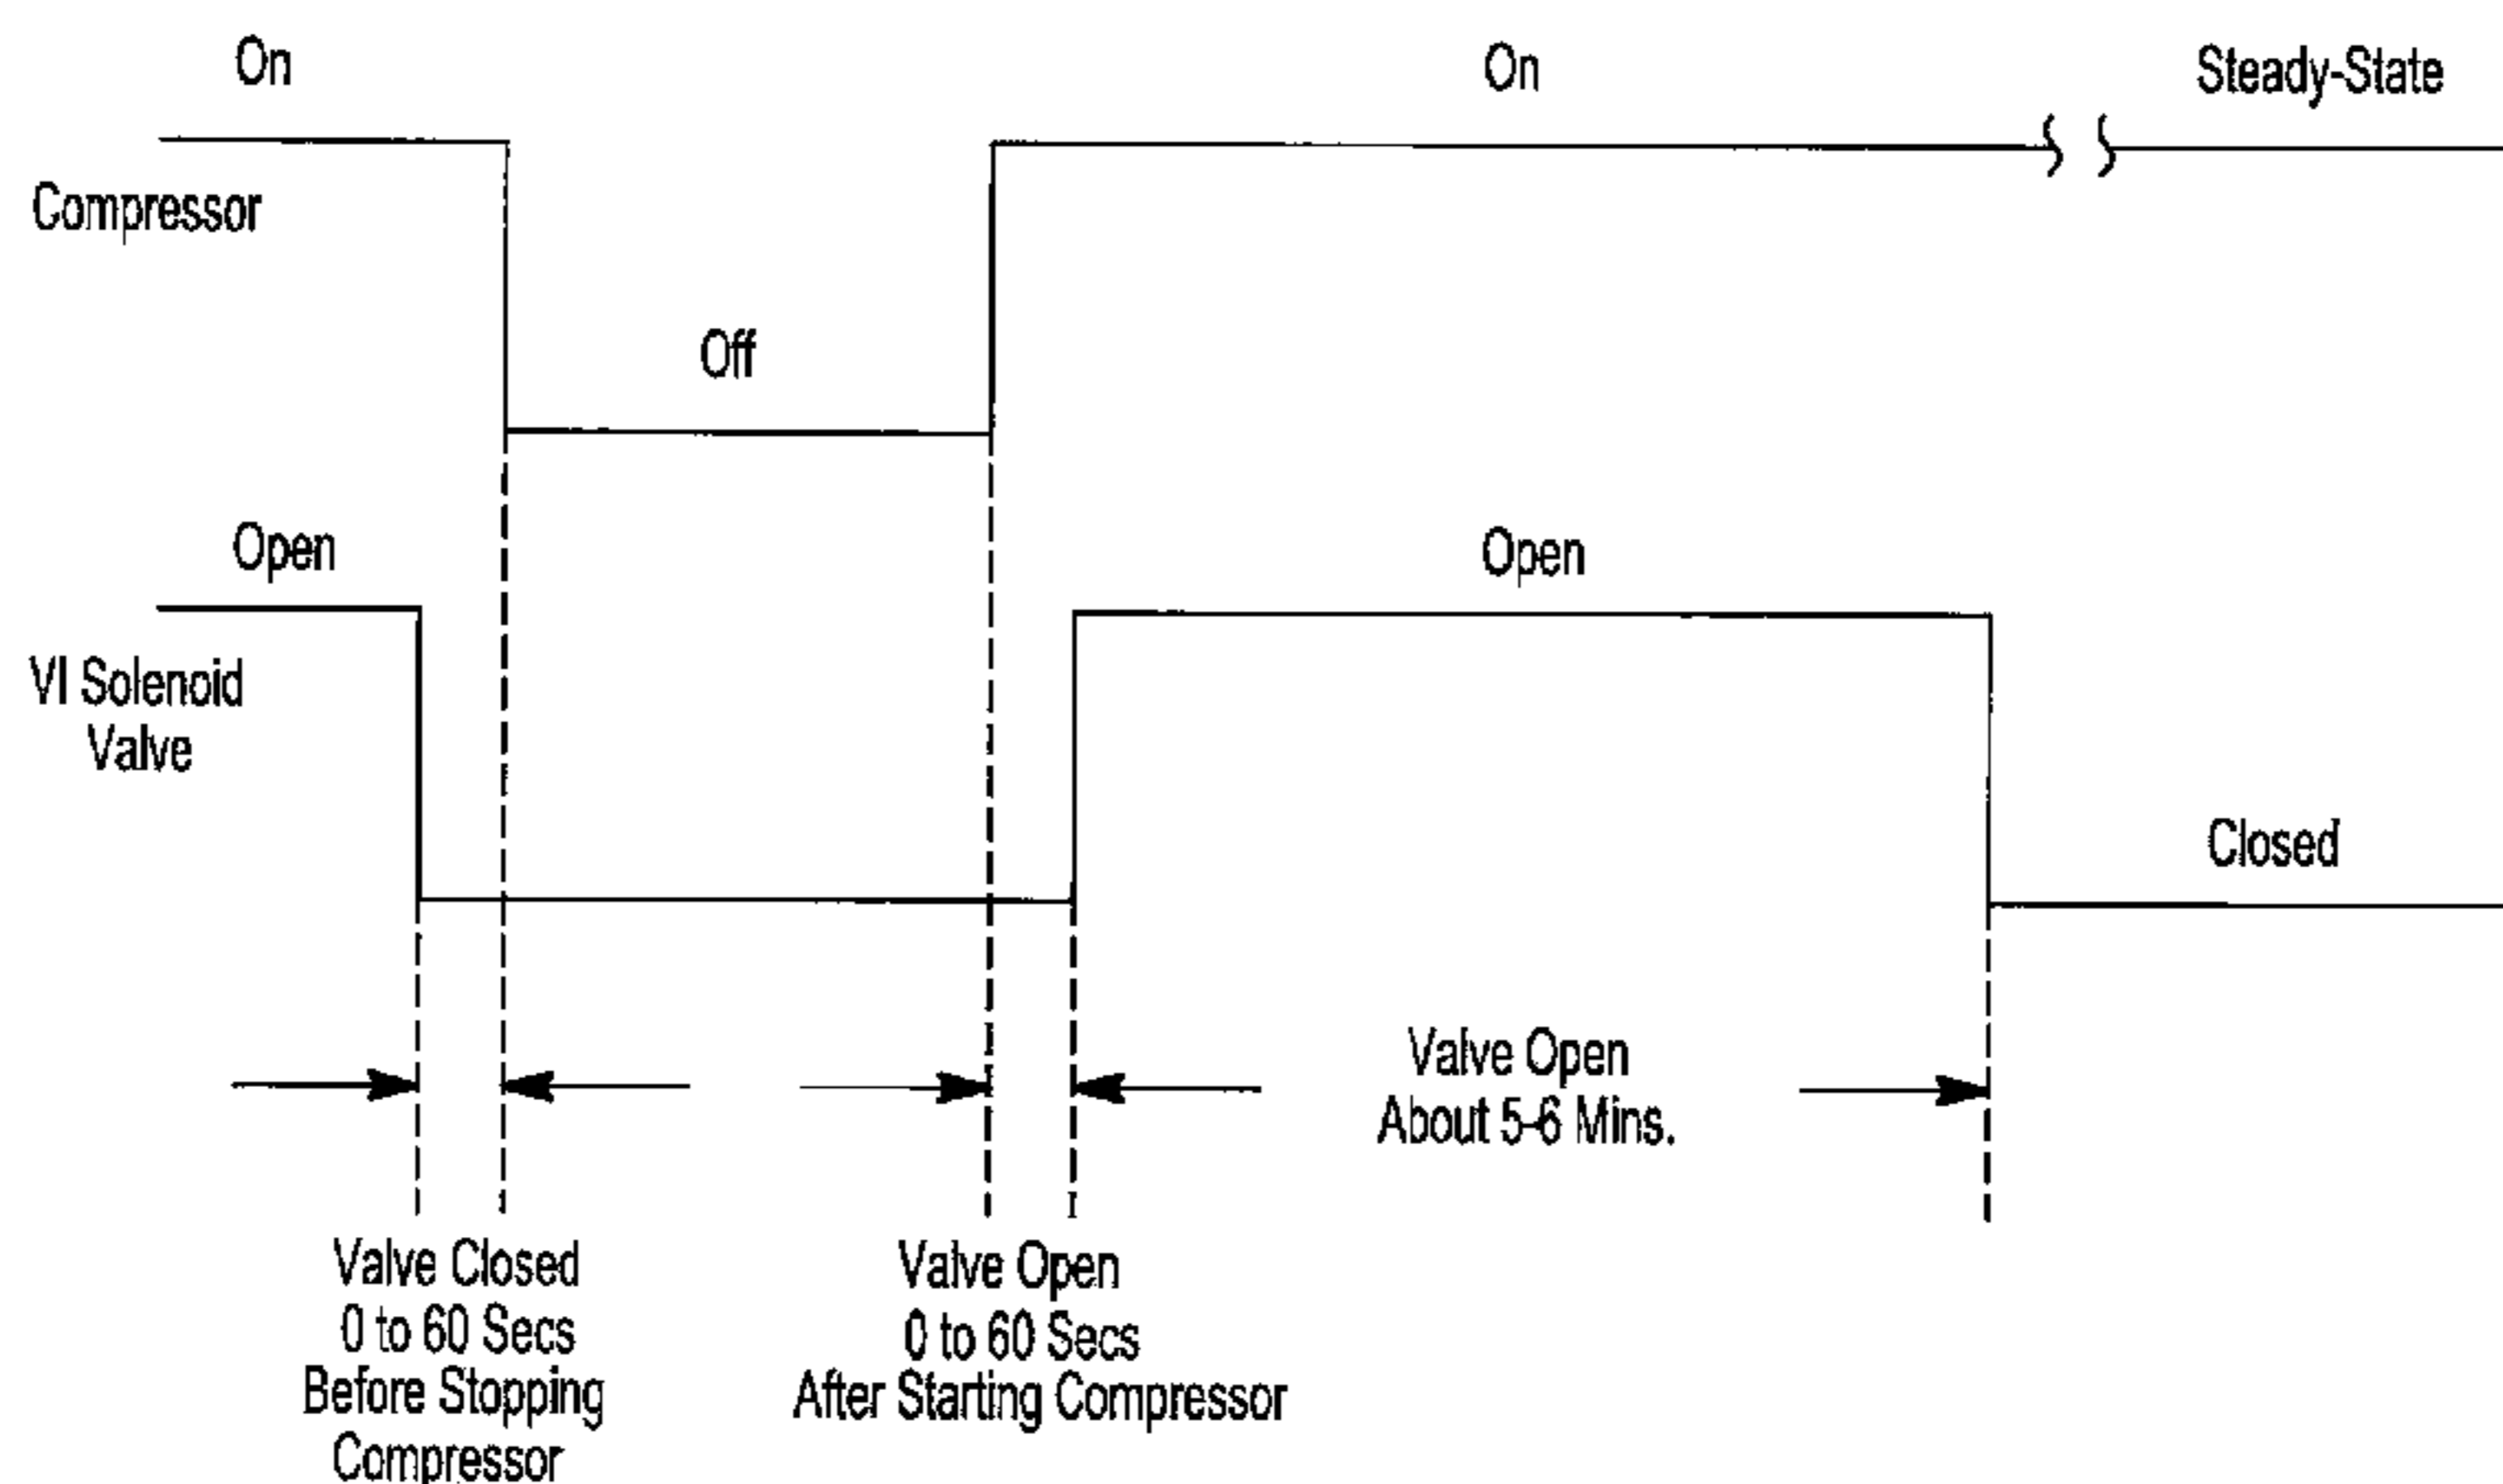 On
On
Steady-State
Compressor
Off
Open
Open
VI Solenoid
Valve
Closed
Valve Open
About 5-6 Mins.
Valve Closed
0 to 60 Secs
Before Stopping
Compressor
Valve Open
0 to 60 Secs
After Starting Compressor